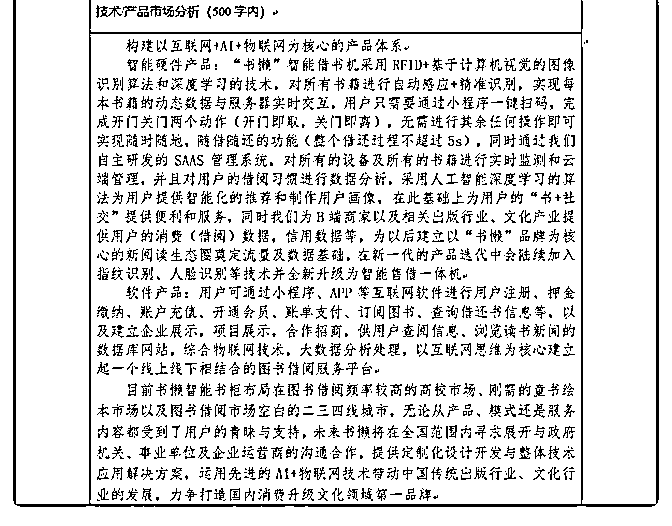 技术/产品市场分析（500字内）
构建以互联网+AI+物联网为核心的产品体系。
智能硬件产品：“书懒”智能借书机采用RFID+基于计算机视觉的图像
识别算法和深度学习的技术，对所有书籍进行自动感应+精准识别，实现每
本书籍的动态数据与服务器实时交互，用户只需要通过小程序一键扫码，完
成开门关门两个动作（开门即取，关门即离），无需进行其余任何操作即可
实现随时随地，随借随还的功能（整个借还过程不超过5s），同时通过我们
自主研发的SAAS管理系统，对所有的设备及所有的书籍进行实时监测和云
端管理，并且对用户的借阅习惯进行数据分析，采用人工智能深度学习的算
法为用户提供智能化的推荐和制作用户画像，在此基础上为用户的“书+社
交”提供便利和服务，同时我们为B端商家以及相关出版行业、文化产业提
供用户的消费（借阅）数据，信用数据等，为以后建立以“书懒”品牌为核
心的新阅读生态圈奠定流量及数据基础，在新一代的产品迭代中会陆续加入
指纹识别、人脸识别等技术并全新升级为智能售借一体机。
软件产品：用户可通过小程序、APP等互联网软件进行用户注册、押金
缴纳、账户充值、开通会员、账单支付、订阅图书、查询借还书信息等，以
及建立企业展示，项目展示，合作招商，供用户查阅信息、浏览读书新闻的
数据库网站，综合物联网技术，大数据分析处理，以互联网思维为核心建立
起一个线上线下相结合的图书借阅服务平台。
目前书懒智能书柜布局在图书借阅频率较高的高校市场、刚需的童书绘
本市场以及图书借阅市场空白的二三四线城市，无论从产品、模式还是服务
内容都受到了用户的青睐与支持，未来书懒将在全国范围内寻求展开与政府
机关、事业单位及企业运营商的沟通合作，提供定制化设计开发与整体技术
应用解决方案，运用先进的AI+物联网技术带动中国传统出版行业、文化行
业的发展，力争打造国内消费升级文化领域第一品牌。